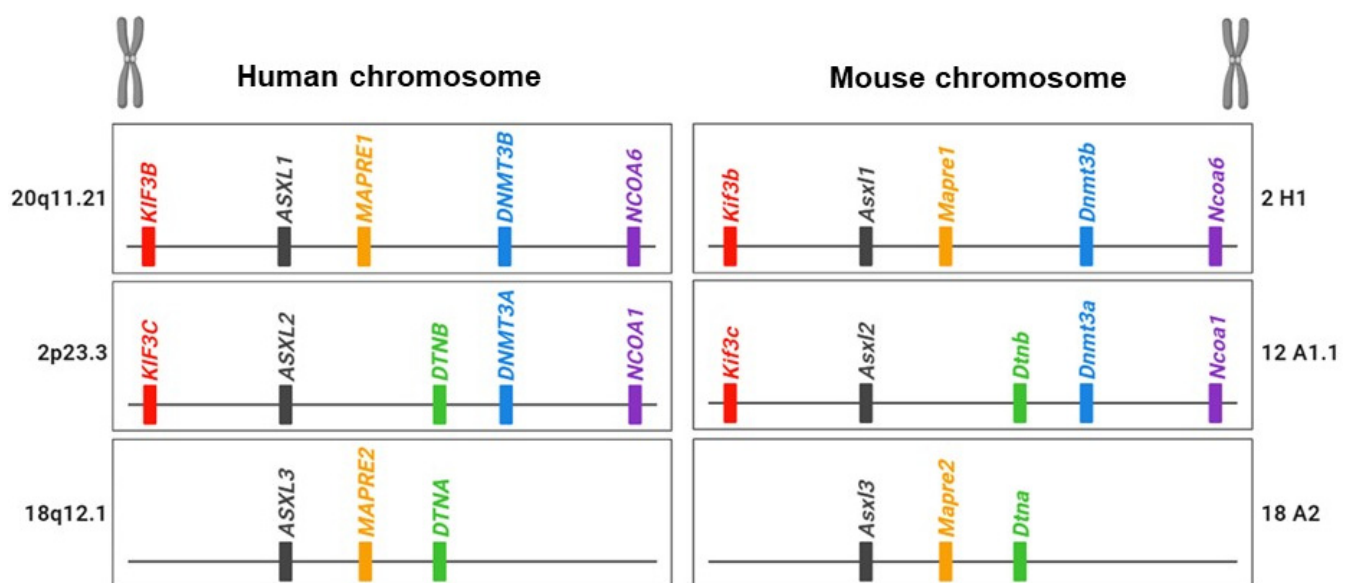 Human chromosome
Mouse chromosome
20q11.21
KIF3B
ASXL1
MAPRE1
DNMT3B
NCOA6
Kif3b
Asxl1
Mapre1
Dnmt3b
Ncoa6
2 H1
2p23.3
KIF3C
ASXL2
DTNB
DNMT3A
NCOA1
Kif3c
Asxl2
Dtnb
Dnmt3a
Ncoa1
12 A1.1
18q12.1
ASXL3
MAPRE2
DTNA
Asxl3
Mapre2
Dtna
18 A2